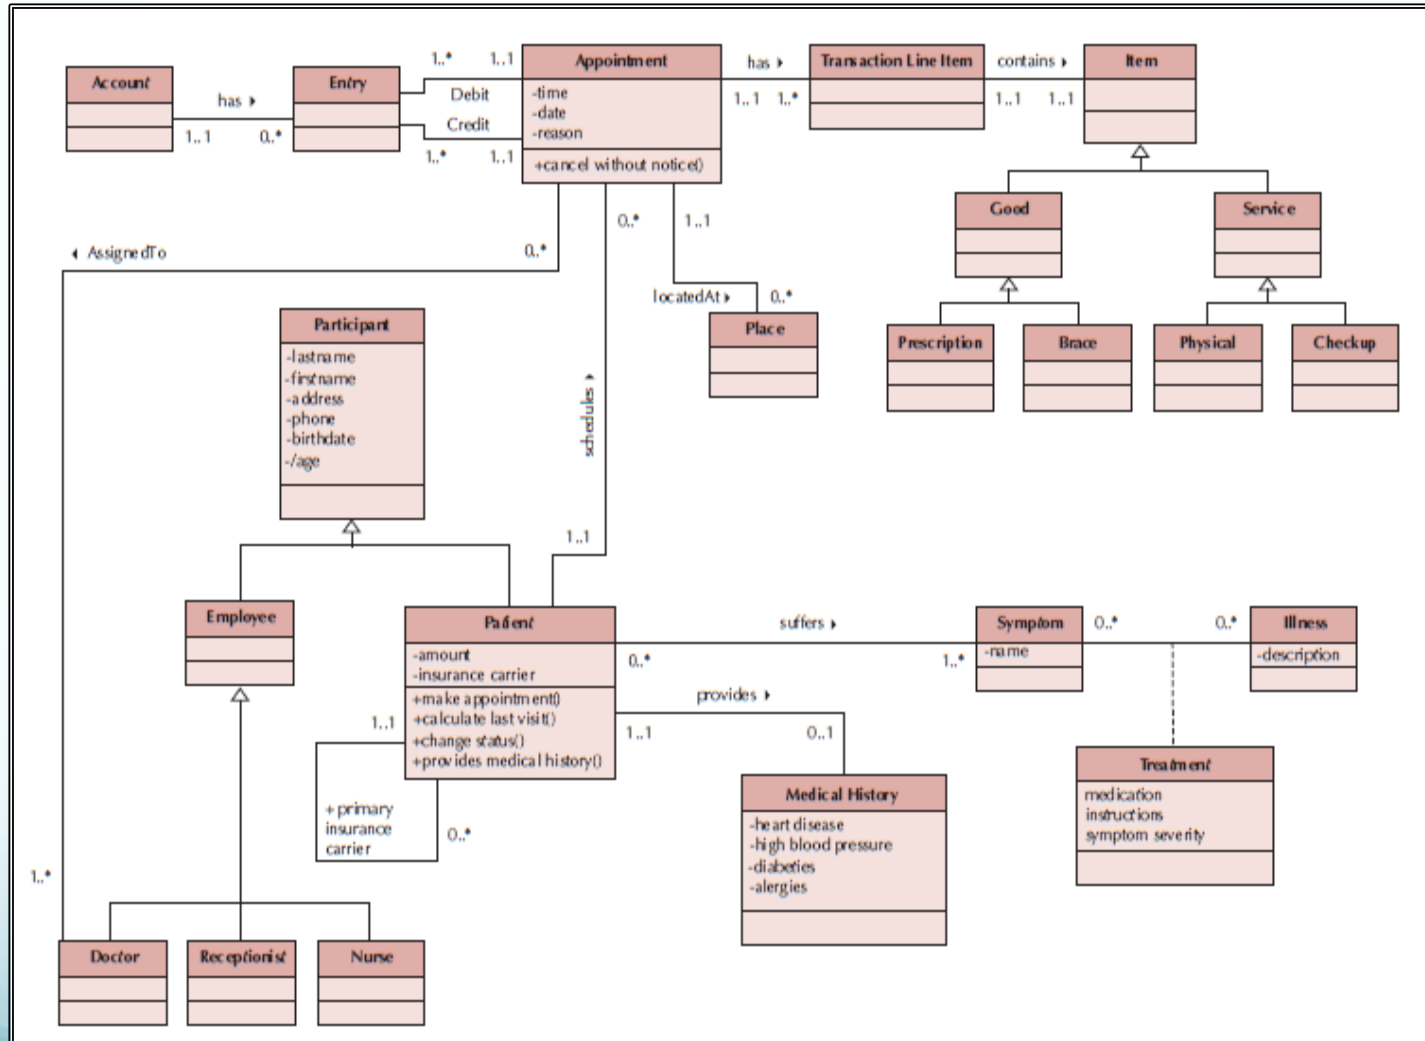 Account
has ▸
1..1
0..*
Entry
1..*
1..1
Debit
Credit
1..*
1..1
Appointment
-time
-date
-reason
+cancel without notice()
has ▸
1..1
1..*
Transaction Line Item
contains ▸
1..1
1..1
Item
Good
Service
Prescription
Brace
Physical
Checkup
◂ AssignedTo
0..*
0..*
1..1
locatedAt ▸
0..*
Place
Participant
-lastname
-firstname
-address
-phone
-birthdate
-/age
schedules ▸
1..1
Employee
Patient
-amount
-insurance carrier
+make appointment()
+calculate last visit()
+change status()
+provides medical history()
1..1
+ primary
insurance
carrier
0..*
suffers ▸
0..*
1..*
Symptom
-name
0..*
0..*
Illness
-description
provides ▸
1..1
0..1
Medical History
-heart disease
-high blood pressure
-diabeties
-alergies
Treatment
medication
instructions
symptom severity
1..*
Doctor
Receptionist
Nurse